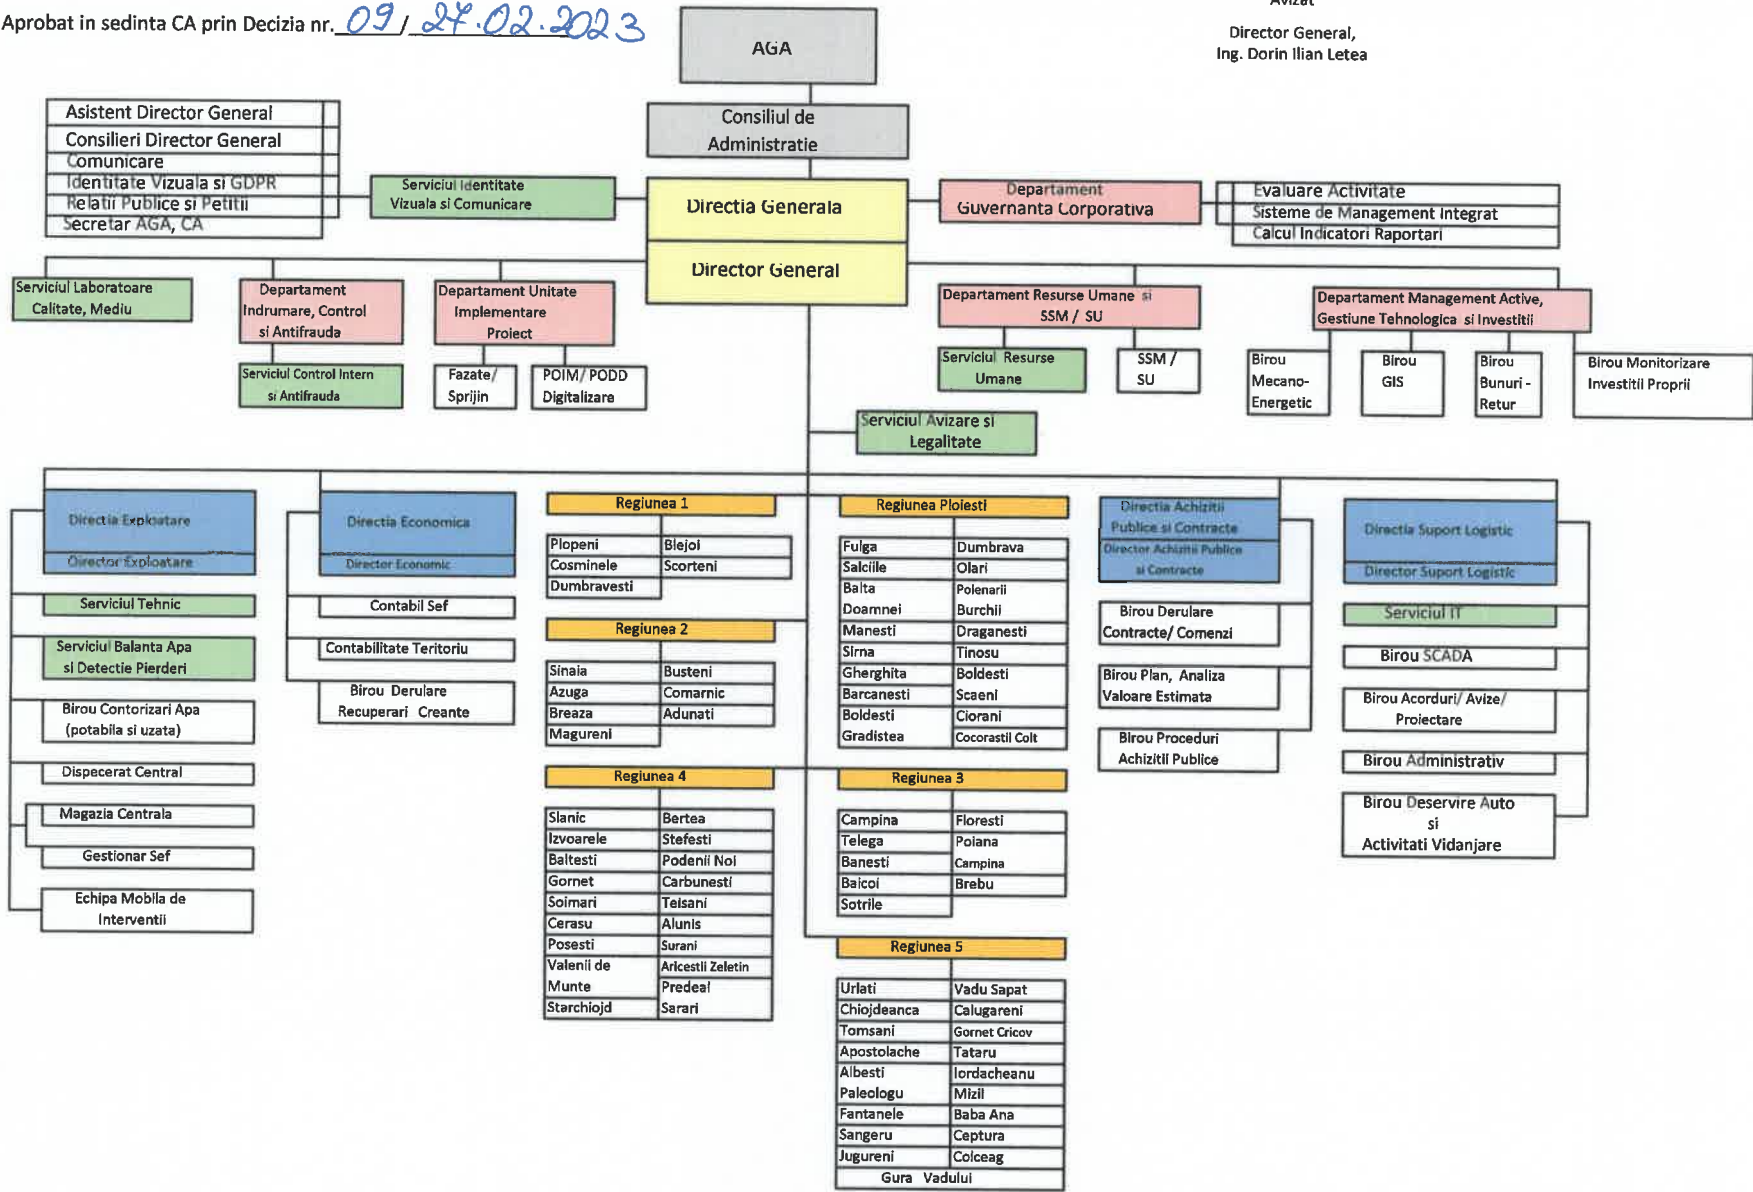 Aprobat in sedinta CA prin Decizia nr. 09 / 27.02.2023
Avizat
Director General,
Ing. Dorin Ilian Letea
AGA
Consiliul de
Administratie
Asistent Director General
Consilieri Director General
Comunicare
Identitate Vizuala si GDPR
Relatii Publice si Petitii
Secretar AGA, CA
Serviciul Identitate
Vizuala si Comunicare
Directia Generala
Director General
Departament
Guvernanta Corporativa
Evaluare Activitate
Sisteme de Management Integrat
Calcul Indicatori Raportari
Serviciul Laboratoare
Calitate, Mediu
Departament
Indrumare, Control
si Antifrauda
Serviciul Control Intern
si Antifrauda
Departament Unitate
Implementare
Proiect
Fazate/
Sprijin
POIM/ PODD
Digitalizare
Departament Resurse Umane si
SSM / SU
Serviciul Resurse
Umane
SSM /
SU
Departament Management Active,
Gestiune Tehnologica si Investitii
Birou
Mecano-
Energetic
Birou
GIS
Birou
Bunuri -
Retur
Birou Monitorizare
Investitii Proprii
Serviciul Avizare si
Legalitate
Directia Exploatare
Director Exploatare
Serviciul Tehnic
Serviciul Balanta Apa
si Detectie Pierderi
Birou Contorizari Apa
(potabila si uzata)
Dispecerat Central
Magazia Centrala
Gestionar Sef
Echipa Mobila de
Interventii
Directia Economica
Director Economic
Contabil Sef
Contabilitate Teritoriu
Birou Derulare
Recuperari Creante
Regiunea 1
Plopeni Blejoi
Cosminele Scorteni
Dumbravesti
Regiunea 2
Sinaia Busteni
Azuga Comarnic
Breaza Adunati
Magureni
Regiunea 4
Slanic Bertea
Izvoarele Stefesti
Baltesti Podenii Noi
Gornet Carbunesti
Soimari Teisani
Cerasu Alunis
Posesti Surani
Valenii de Aricestii Zeletin
Munte Predeal
Starchiojd Sarari
Regiunea Ploiesti
Fulga Dumbrava
Salciile Olari
Balta Polenarii
Doamnei Burchii
Manesti Draganesti
Sirna Tinosu
Gherghita Boldesti
Barcanesti Scaeni
Boldesti Ciorani
Gradistea Cocorastii Colt
Regiunea 3
Campina Floresti
Telega Poiana
Banesti Campina
Baicoi Brebu
Sotrile
Regiunea 5
Urlati Vadu Sapat
Chiojdeanca Calugareni
Tomsani Gornet Cricov
Apostolache Tataru
Albesti Iordacheanu
Paleologu Mizil
Fantanele Baba Ana
Sangeru Ceptura
Jugureni Colceag
Gura Vadului
Directia Achizitii
Publice si Contracte
Director Achizitii Publice
si Contracte
Birou Derulare
Contracte/ Comenzi
Birou Plan, Analiza
Valoare Estimata
Birou Proceduri
Achizitii Publice
Directia Suport Logistic
Director Suport Logistic
Serviciul IT
Birou SCADA
Birou Acorduri/ Avize/
Proiectare
Birou Administrativ
Birou Deservire Auto
si
Activitati Vidanjare